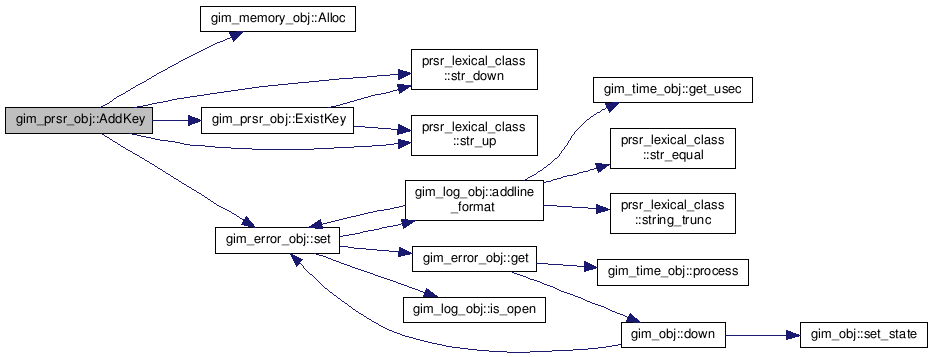 gim_memory_obj::Alloc
prsr_lexical_class
::str_down
gim_time_obj::get_usec
gim_prsr_obj::AddKey
gim_prsr_obj::ExistKey
prsr_lexical_class
::str_up
prsr_lexical_class
::str_equal
gim_log_obj::addline
_format
prsr_lexical_class
::string_trunc
gim_error_obj::set
gim_error_obj::get
gim_time_obj::process
gim_log_obj::is_open
gim_obj::down
gim_obj::set_state